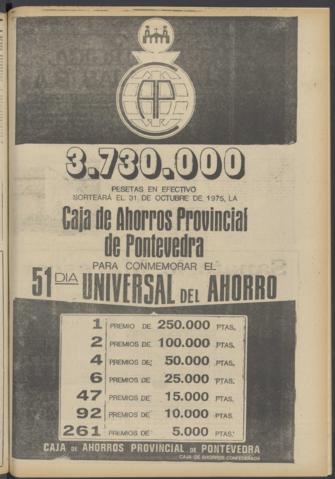 3.730.000
PESETAS EN EFECTIVO
SORTEARÁ EL 31 DE OCTUBRE DE 1975, LA
Caja de Ahorros Provincial
de Pontevedra
PARA CONMEMORAR EL
51 DIA UNIVERSAL DEL AHORRO
1 PREMIO DE 250.000 PTAS.
2 PREMIOS DE 100.000 PTAS.
4 PREMIOS DE 50.000 PTAS.
6 PREMIOS DE 25.000 PTAS.
47 PREMIOS DE 15.000 PTAS.
92 PREMIOS DE 10.000 PTAS.
261 PREMIOS DE 5.000 PTAS.
CAJA DE AHORROS PROVINCIAL DE PONTEVEDRA
CAJA DE AHORROS CONFEDERADA